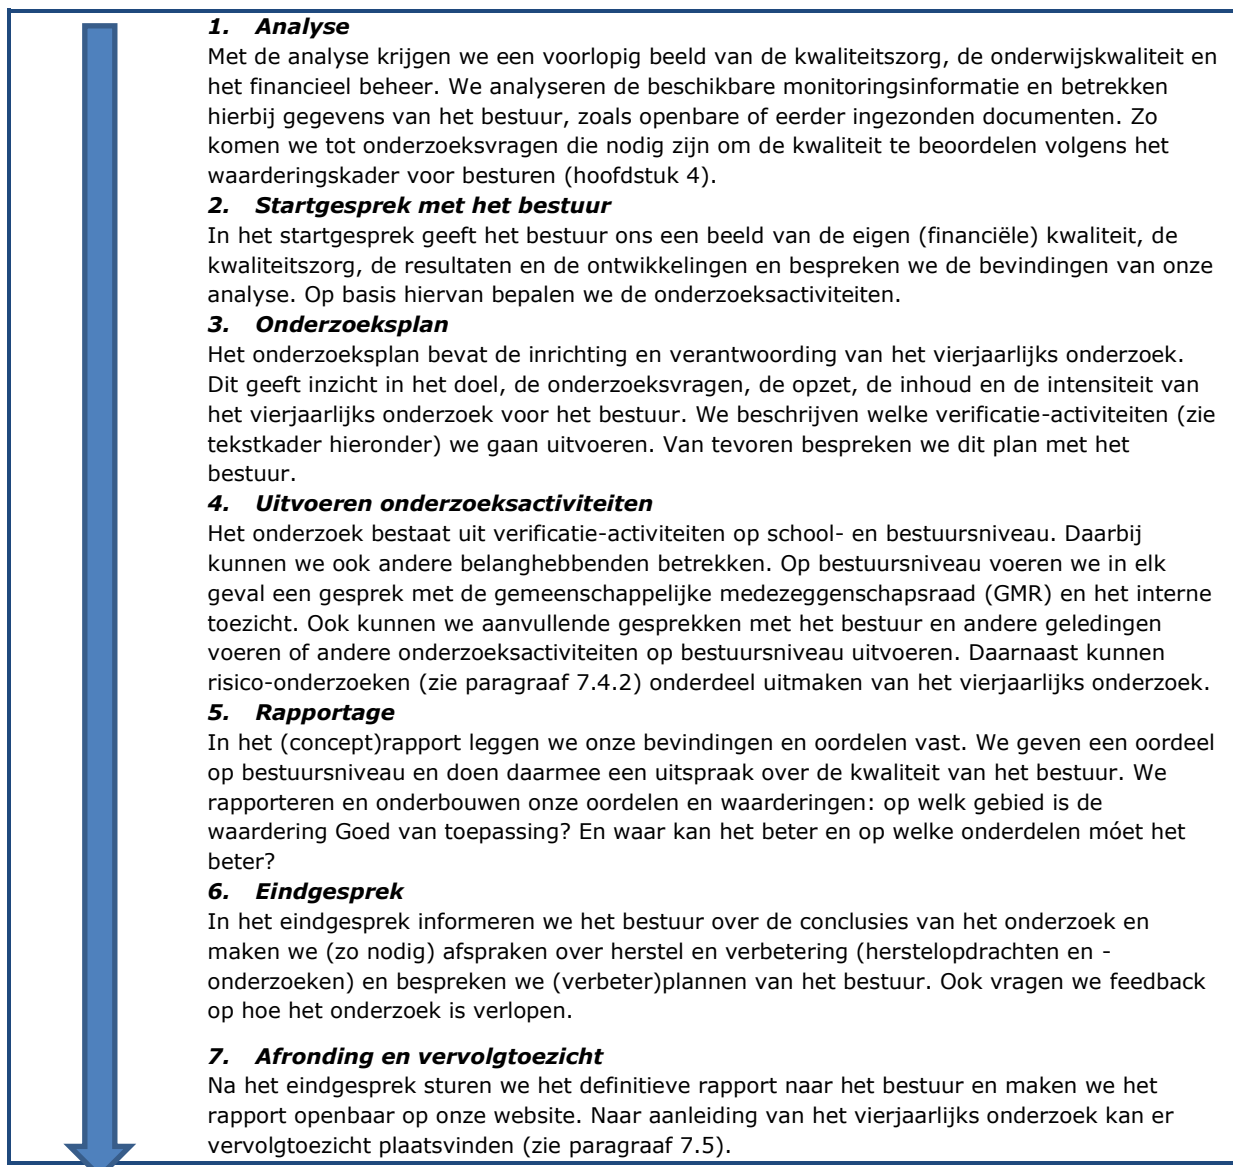 1. Analyse
Met de analyse krijgen we een voorlopig beeld van de kwaliteitszorg, de onderwijskwaliteit en
het financieel beheer. We analyseren de beschikbare monitoringsinformatie en betrekken
hierbij gegevens van het bestuur, zoals openbare of eerder ingezonden documenten. Zo
komen we tot onderzoeksvragen die nodig zijn om de kwaliteit te beoordelen volgens het
waarderingskader voor besturen (hoofdstuk 4).
2. Startgesprek met het bestuur
In het startgesprek geeft het bestuur ons een beeld van de eigen (financiële) kwaliteit, de
kwaliteitszorg, de resultaten en de ontwikkelingen en bespreken we de bevindingen van onze
analyse. Op basis hiervan bepalen we de onderzoeksactiviteiten.
3. Onderzoeksplan
Het onderzoeksplan bevat de inrichting en verantwoording van het vierjaarlijks onderzoek.
Dit geeft inzicht in het doel, de onderzoeksvragen, de opzet, de inhoud en de intensiteit van
het vierjaarlijks onderzoek voor het bestuur. We beschrijven welke verificatie-activiteiten (zie
tekstkader hieronder) we gaan uitvoeren. Van tevoren bespreken we dit plan met het
bestuur.
4. Uitvoeren onderzoeksactiviteiten
Het onderzoek bestaat uit verificatie-activiteiten op school- en bestuursniveau. Daarbij
kunnen we ook andere belanghebbenden betrekken. Op bestuursniveau voeren we in elk
geval een gesprek met de gemeenschappelijke medezeggenschapsraad (GMR) en het interne
toezicht. Ook kunnen we aanvullende gesprekken met het bestuur en andere geledingen
voeren of andere onderzoeksactiviteiten op bestuursniveau uitvoeren. Daarnaast kunnen
risico-onderzoeken (zie paragraaf 7.4.2) onderdeel uitmaken van het vierjaarlijks onderzoek.
5. Rapportage
In het (concept)rapport leggen we onze bevindingen en oordelen vast. We geven een oordeel
op bestuursniveau en doen daarmee een uitspraak over de kwaliteit van het bestuur. We
rapporteren en onderbouwen onze oordelen en waarderingen: op welk gebied is de
waardering Goed van toepassing? En waar kan het beter en op welke onderdelen móet het
beter?
6. Eindgesprek
In het eindgesprek informeren we het bestuur over de conclusies van het onderzoek en
maken we (zo nodig) afspraken over herstel en verbetering (herstelopdrachten en -
onderzoeken) en bespreken we (verbeter)plannen van het bestuur. Ook vragen we feedback
op hoe het onderzoek is verlopen.
7. Afronding en vervolgtoezicht
Na het eindgesprek sturen we het definitieve rapport naar het bestuur en maken we het
rapport openbaar op onze website. Naar aanleiding van het vierjaarlijks onderzoek kan er
vervolgtoezicht plaatsvinden (zie paragraaf 7.5).